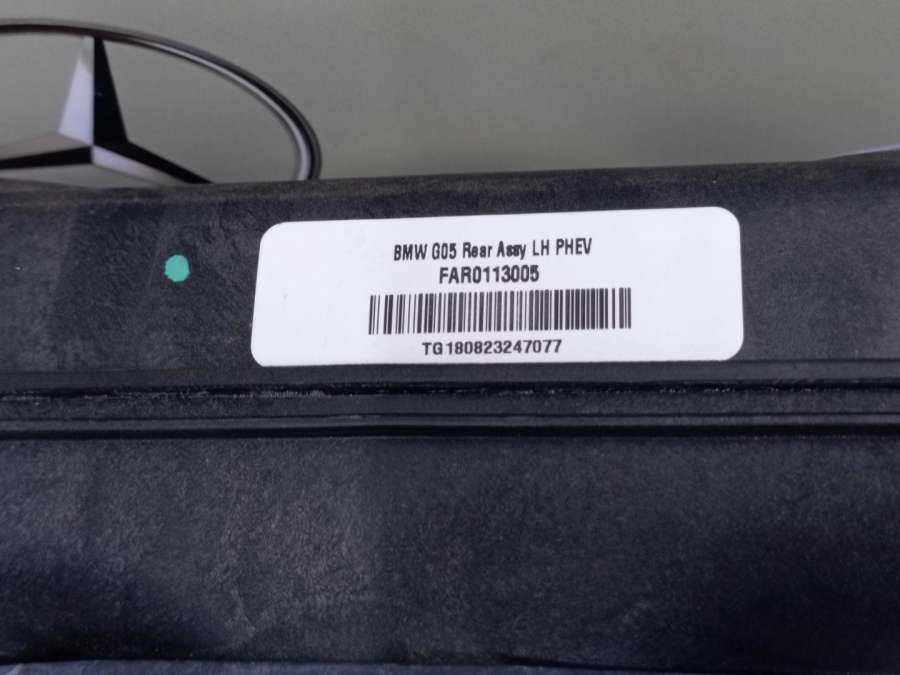 BMW G05 Rear Assy LH PHEV
FAR0113005
TG180823247077